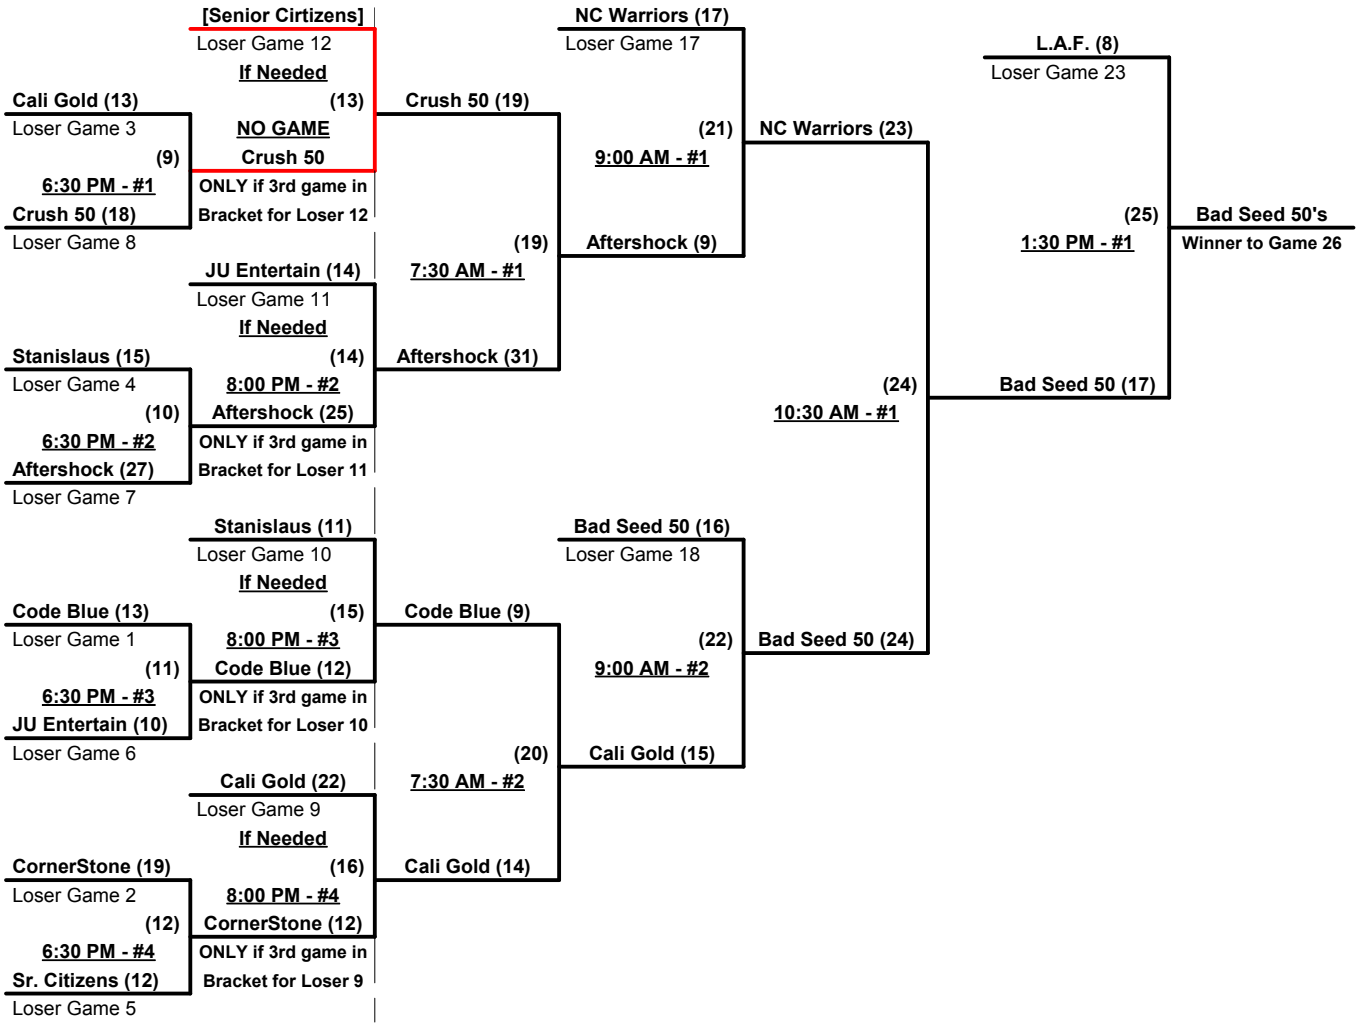 [Senior Cirtizens]
Loser Game 12
If Needed
(13)
NO GAME
Crush 50
ONLY if 3rd game in
Bracket for Loser 12
Cali Gold (13)
Loser Game 3
(9)
6:30 PM - #1
Crush 50 (18)
Loser Game 8
JU Entertain (14)
Loser Game 11
If Needed
(14)
8:00 PM - #2
Aftershock (25)
ONLY if 3rd game in
Bracket for Loser 11
Stanislaus (15)
Loser Game 4
(10)
6:30 PM - #2
Aftershock (27)
Loser Game 7
Stanislaus (11)
Loser Game 10
If Needed
(15)
8:00 PM - #3
Code Blue (12)
ONLY if 3rd game in
Bracket for Loser 10
Code Blue (13)
Loser Game 1
(11)
6:30 PM - #3
JU Entertain (10)
Loser Game 6
Cali Gold (22)
Loser Game 9
If Needed
(16)
8:00 PM - #4
CornerStone (12)
ONLY if 3rd game in
Bracket for Loser 9
CornerStone (19)
Loser Game 2
(12)
6:30 PM - #4
Sr. Citizens (12)
Loser Game 5
Crush 50 (19)
(19)
7:30 AM - #1
Aftershock (31)
Code Blue (9)
(20)
7:30 AM - #2
Cali Gold (14)
NC Warriors (17)
Loser Game 17
(21)
9:00 AM - #1
Aftershock (9)
Bad Seed 50 (16)
Loser Game 18
(22)
9:00 AM - #2
Cali Gold (15)
NC Warriors (23)
(24)
10:30 AM - #1
Bad Seed 50 (24)
L.A.F. (8)
Loser Game 23
(25)
1:30 PM - #1
Bad Seed 50 (17)
Bad Seed 50's
Winner to Game 26